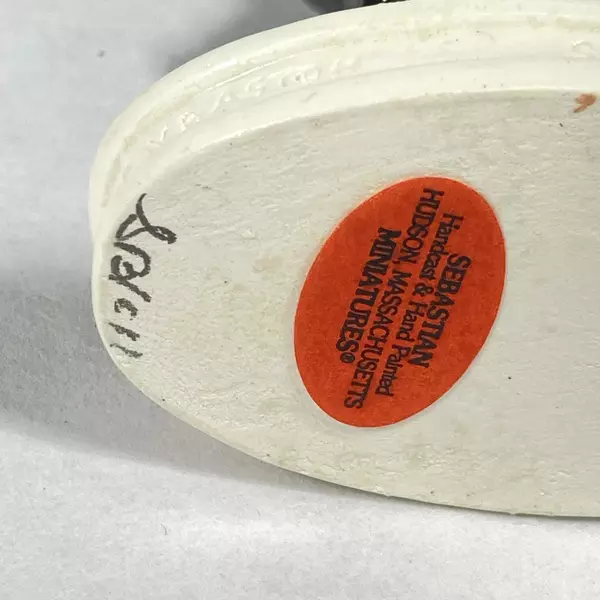 SEBASTIAN
MINIATURES®
Handcast & Hand Painted
HUDSON, MASSACHUSETTS